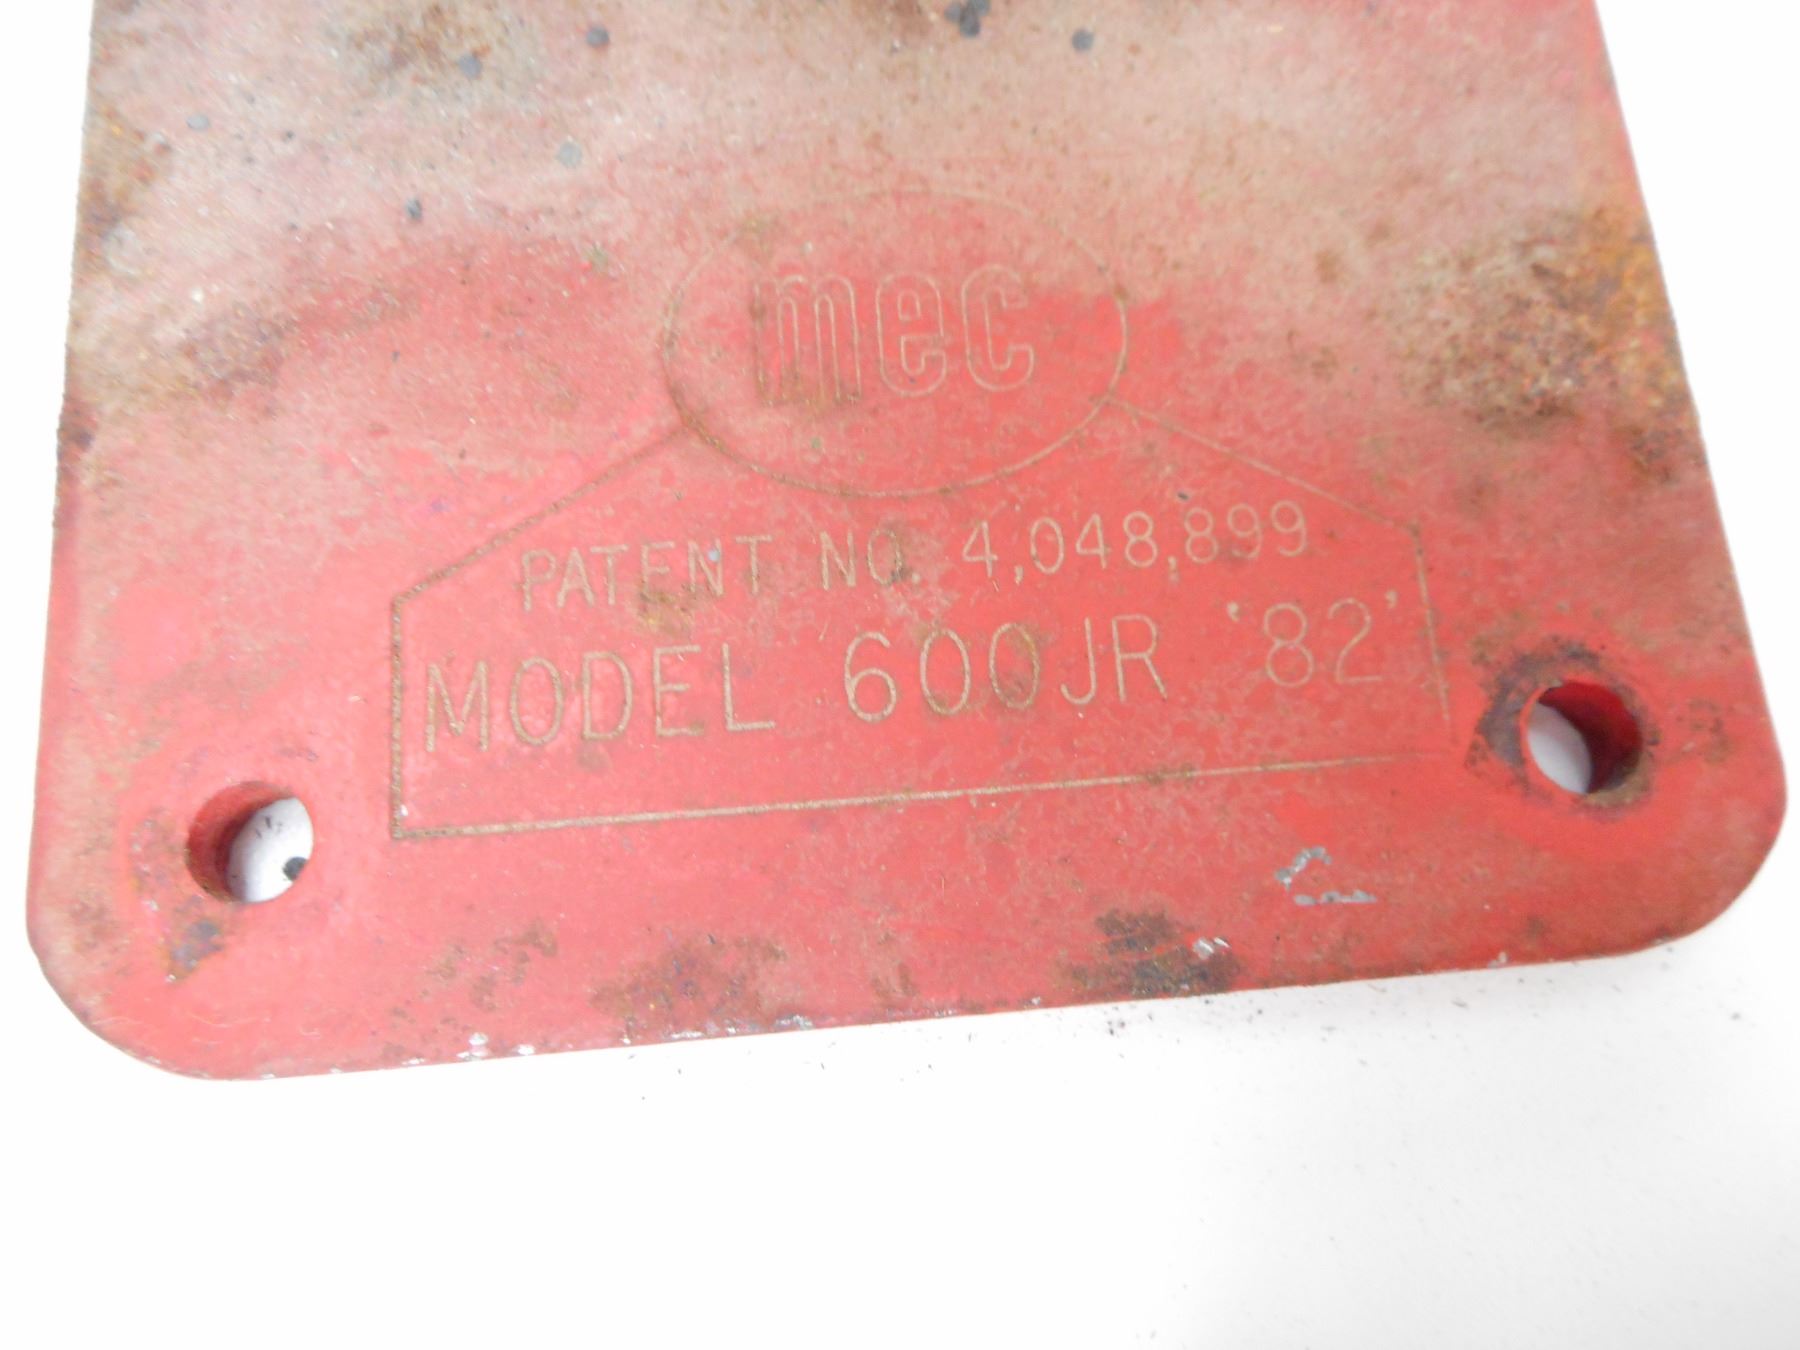 mec
PATENT NO. 4,048,899
MODEL 600JR '82'